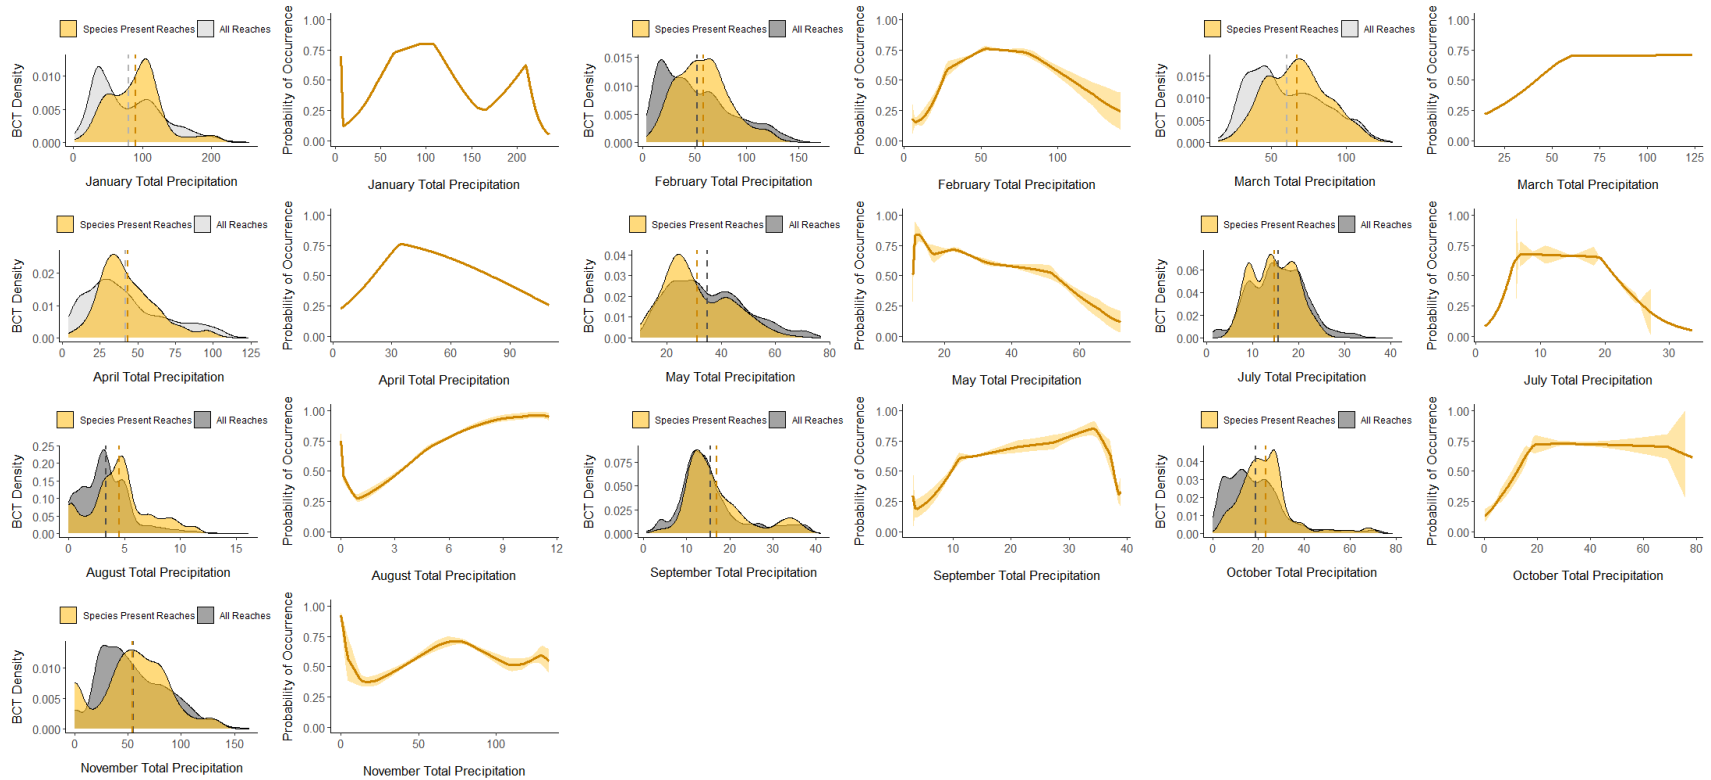 Species Present Reaches All Reaches
BCT Density
0.010
0.005
0.000
0 100 200
January Total Precipitation
Probability of Occurrence
1.00
0.75
0.50
0.25
0.00
0 50 100 150 200
January Total Precipitation
Species Present Reaches All Reaches
BCT Density
0.015
0.010
0.005
0.000
0 50 100 150
February Total Precipitation
Probability of Occurrence
1.00
0.75
0.50
0.25
0.00
0 50 100
February Total Precipitation
Species Present Reaches All Reaches
BCT Density
0.015
0.010
0.005
0.000
50 100
March Total Precipitation
Probability of Occurrence
1.00
0.75
0.50
0.25
0.00
25 50 75 100 125
March Total Precipitation
Species Present Reaches All Reaches
BCT Density
0.02
0.01
0.00
0 25 50 75 100 125
April Total Precipitation
Probability of Occurrence
1.00
0.75
0.50
0.25
0.00
0 30 60 90
April Total Precipitation
Species Present Reaches All Reaches
BCT Density
0.04
0.03
0.02
0.01
0.00
20 40 60 80
May Total Precipitation
Probability of Occurrence
1.00
0.75
0.50
0.25
0.00
20 40 60
May Total Precipitation
Species Present Reaches All Reaches
BCT Density
0.06
0.04
0.02
0.00
0 10 20 30 40
July Total Precipitation
Probability of Occurrence
1.00
0.75
0.50
0.25
0.00
0 10 20 30
July Total Precipitation
Species Present Reaches All Reaches
BCT Density
0.25
0.20
0.15
0.10
0.05
0.00
0 5 10 15
August Total Precipitation
Probability of Occurrence
1.00
0.75
0.50
0.25
0.00
0 3 6 9 12
August Total Precipitation
Species Present Reaches All Reaches
BCT Density
0.075
0.050
0.025
0.000
0 10 20 30 40
September Total Precipitation
Probability of Occurrence
1.00
0.75
0.50
0.25
0.00
10 20 30 40
September Total Precipitation
Species Present Reaches All Reaches
BCT Density
0.04
0.03
0.02
0.01
0.00
0 20 40 60 80
October Total Precipitation
Probability of Occurrence
1.00
0.75
0.50
0.25
0.00
0 20 40 60 80
October Total Precipitation
Species Present Reaches All Reaches
BCT Density
0.010
0.005
0.000
0 50 100 150
November Total Precipitation
Probability of Occurrence
1.00
0.75
0.50
0.25
0.00
0 50 100
November Total Precipitation